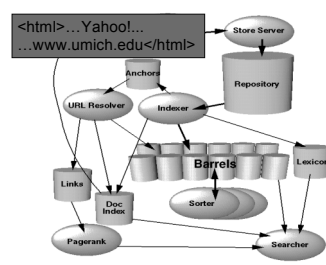 <html>...Yahoo!...
...www.umich.edu</html>
Store Server
Anchors
Repository
URL Resolver
Indexer
Lexicon
Barrels
Links
Doc
Index
Sorter
Pagerank
Searcher